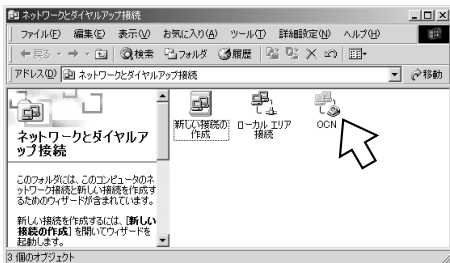 ネットワークとダイヤルアップ接続
ファイル(F) 編集(E) 表示(V) お気に入り(A) ツール(T) 詳細設定(N) ヘルプ(H)
戻る 検索 フォルダ 履歴
アドレス(D) ネットワークとダイヤルアップ接続 移動
ネットワークとダイヤルア
ップ接続
このフォルダには、このコンピュータのネ
ットワーク接続と新しい接続を作成す
るためのウィザードが含まれています。
新しい接続を作成するには、[新しい
接続の作成] を開いてウィザードを
起動します。
新しい接続の
作成
ローカル エリア
接続
OCN
3 個のオブジェクト